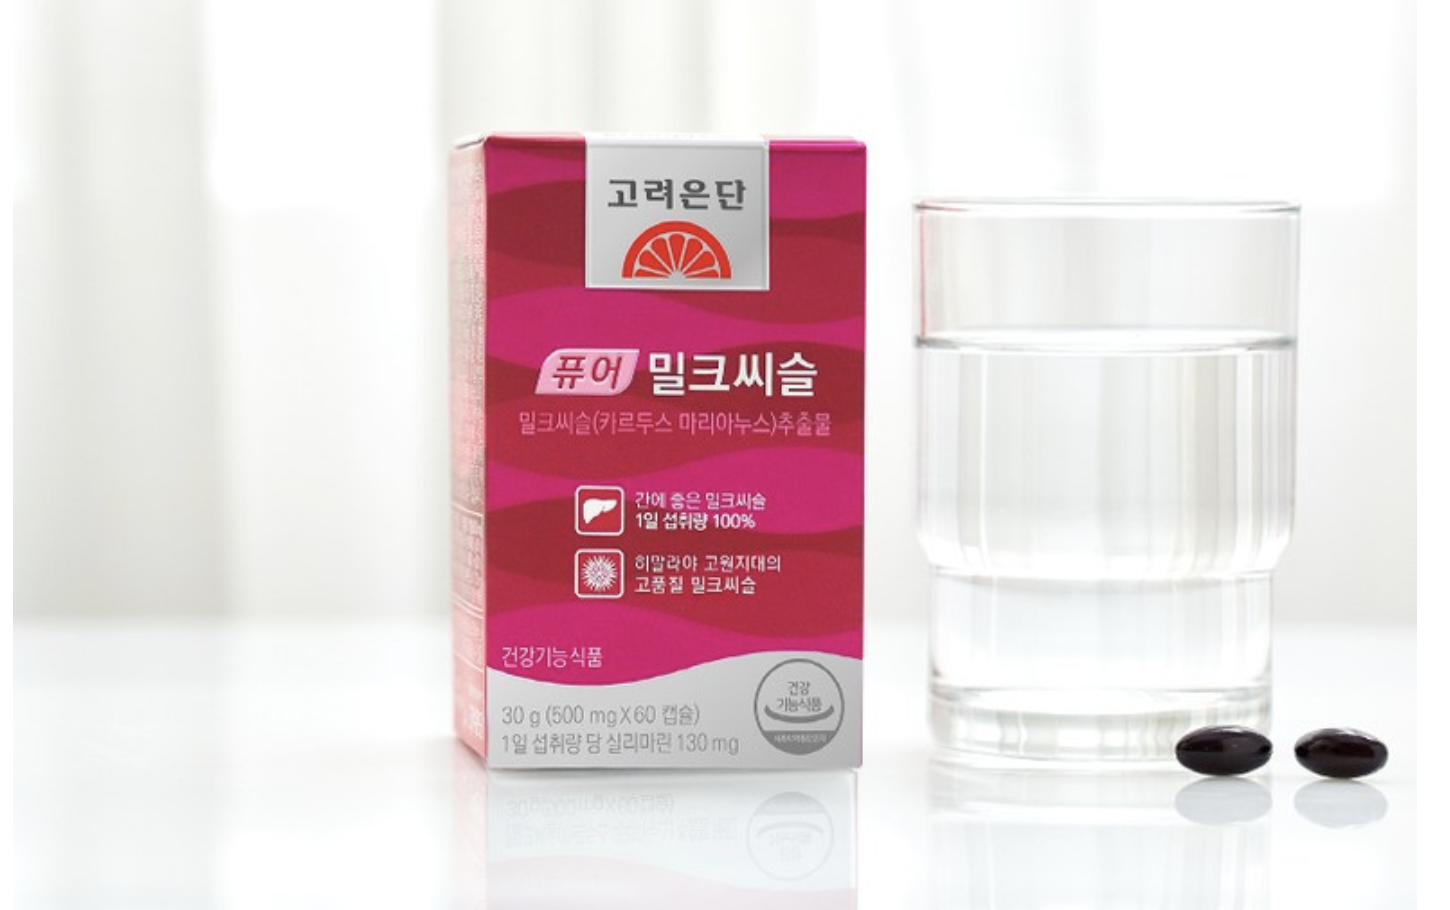 고려은단
퓨어 밀크씨슬
밀크씨슬(카르두스 마리아누스)추출물
간에 좋은 밀크씨슬
1일 섭취량 100%
히말라야 고원지대의
고품질 밀크씨슬
건강기능식품
30 g (500 mg X 60 캡슐)
1일 섭취량 당 실리마린 130 mg
건강
기능식품